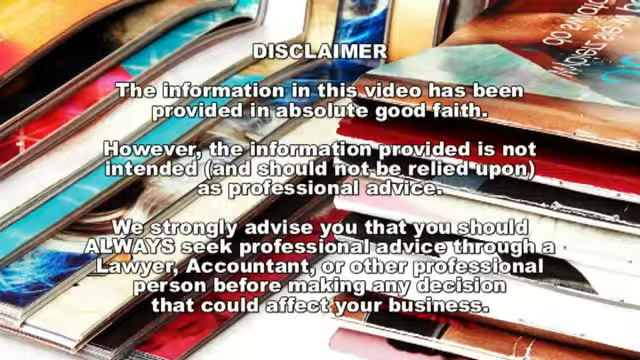 DISCLAIMER
The information in this video has been
provided in absolute good faith.
However, the information provided is not
intended (and should not be relied upon)
as professional advice.
We strongly advise you that you should
ALWAYS seek professional advice through a
Lawyer, Accountant, or other professional
person before making any decision
that could affect your business.